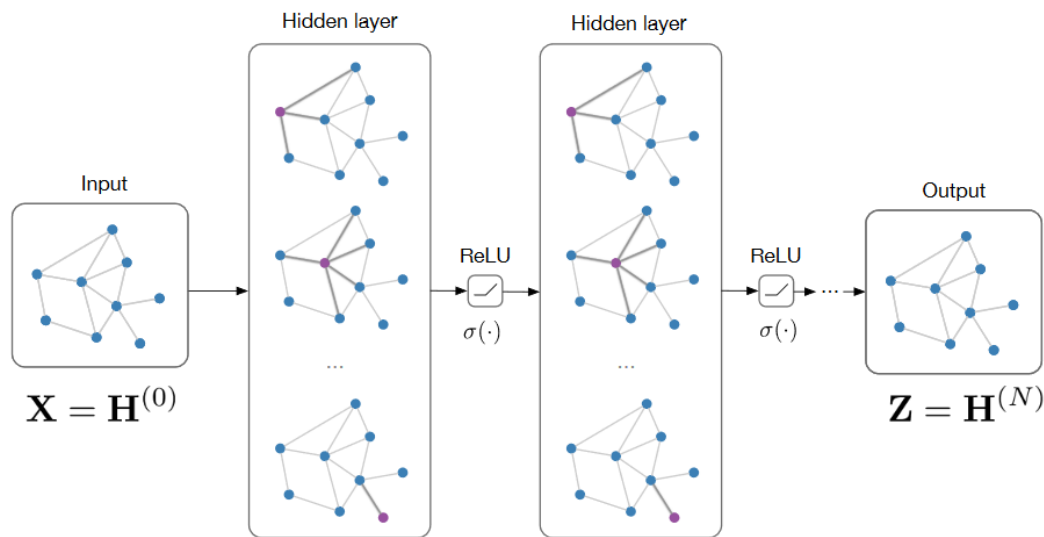 Hidden layer
Hidden layer
Input
Output
ReLU
ReLU
σ(·)
σ(·)
...
...
...
X = H^(0)
Z = H^(N)